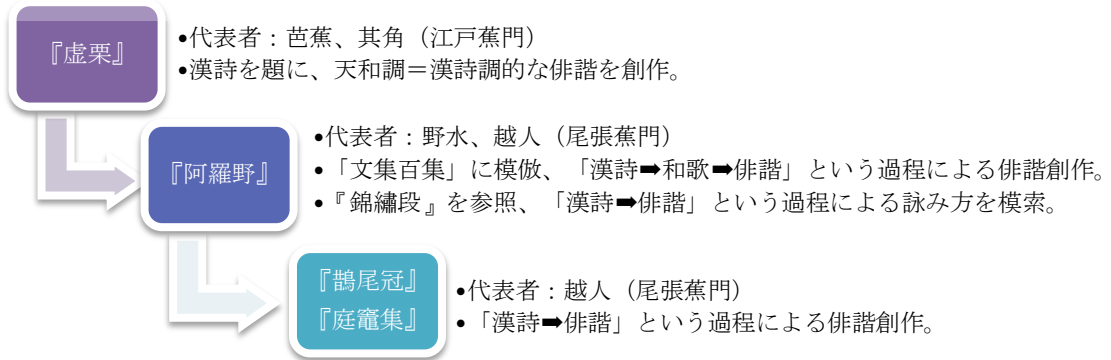 『虚栗』
•代表者：芭蕉、其角（江戸蕉門）
•漢詩を題に、天和調＝漢詩調的な俳諧を創作。
『阿羅野』
•代表者：野水、越人（尾張蕉門）
•「文集百集」に模倣、「漢詩➡和歌➡俳諧」という過程による俳諧創作。
•『錦繡段』を参照、「漢詩➡俳諧」という過程による詠み方を模索。
『鵲尾冠』
『庭竈集』
•代表者：越人（尾張蕉門）
•「漢詩➡俳諧」という過程による俳諧創作。